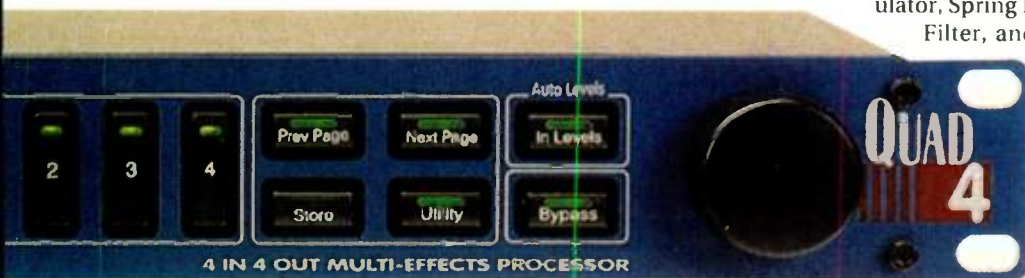 ulator, Spring
Filter, and
Auto Levels
Prev Page
Next Page
In Levels
2
3
4
Store
Utility
Bypass
QUAD
4
4 IN 4 OUT MULTI-EFFECTS PROCESSOR